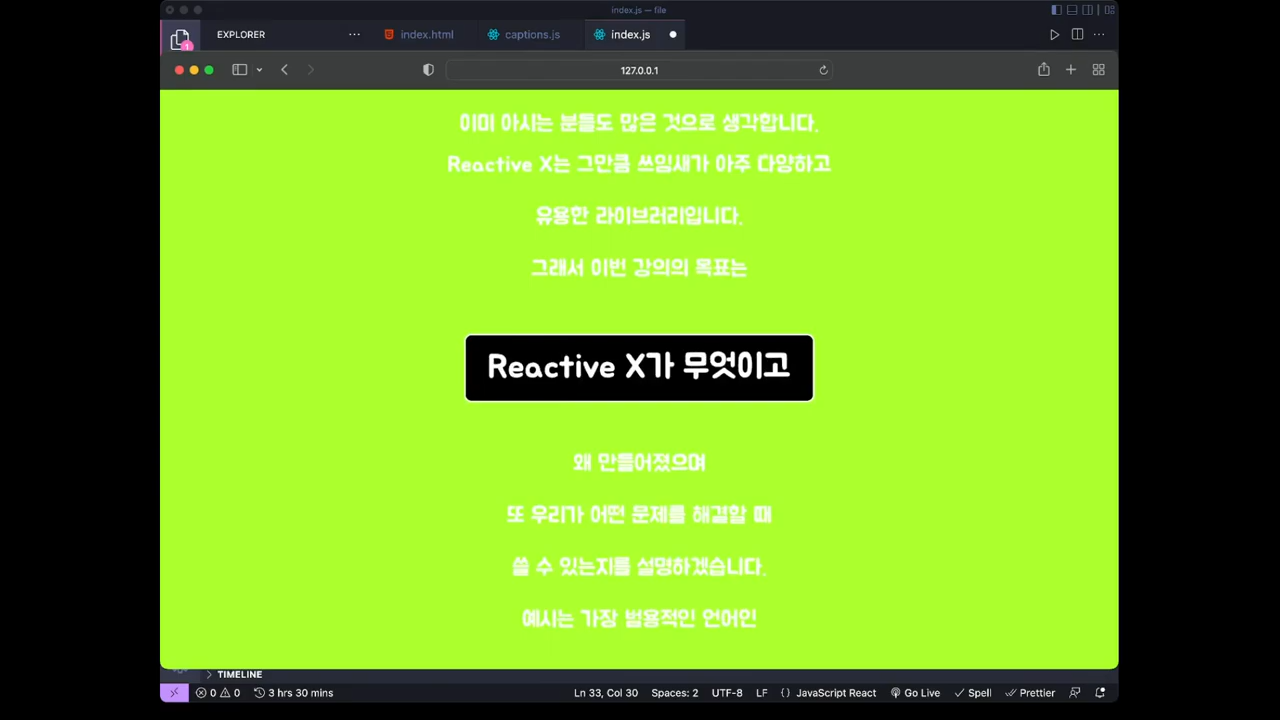 index.js — file
EXPLORER
index.html
captions.js
index.js
1
127.0.0.1
이미 아시는 분들도 많은 것으로 생각합니다.
Reactive X는 그만큼 쓰임새가 아주 다양하고
유용한 라이브러리입니다.
그래서 이번 강의의 목표는
Reactive X가 무엇이고
왜 만들어졌으며
또 우리가 어떤 문제를 해결할 때
쓸 수 있는지를 설명하겠습니다.
예시는 가장 범용적인 언어인
TIMELINE
0 0 3 hrs 30 mins Ln 33, Col 30 Spaces: 2 UTF-8 LF {} JavaScript React Go Live Spell Prettier